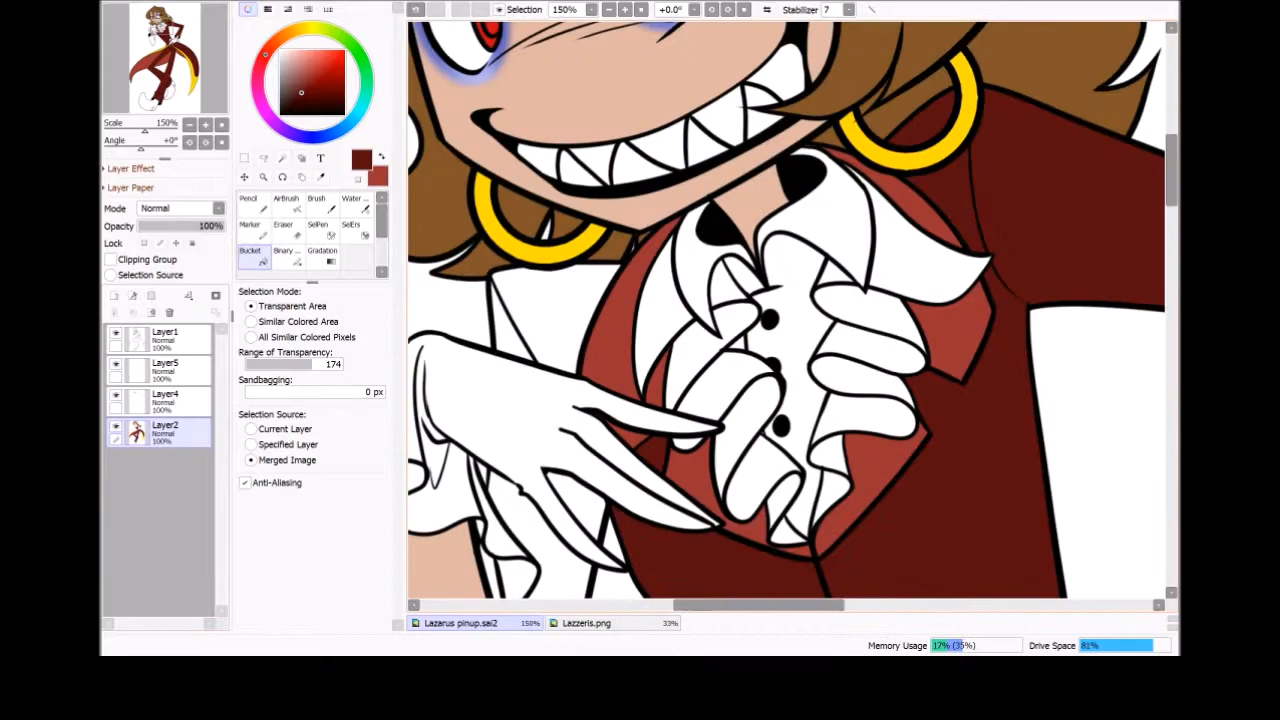 Selection 150% +0.0° Stabilizer 7
Scale 150%
Angle +0°
Layer Effect
Layer Paper
Mode Normal
Opacity 100%
Lock
Clipping Group
Selection Source
Layer1
Normal
100%
Layer5
Normal
100%
Layer4
Normal
100%
Layer2
Normal
100%
T
Pencil AirBrush Brush Water ...
Marker Eraser SelPen SelErs
Bucket Binary ... Gradation
Selection Mode:
Transparent Area
Similar Colored Area
All Similar Colored Pixels
Range of Transparency:
174
Sandbagging:
0 px
Selection Source:
Current Layer
Specified Layer
Merged Image
Anti-Aliasing
Lazarus pinup.sai2 150% Lazzeris.png 33%
Memory Usage 17% (35%) Drive Space 81%